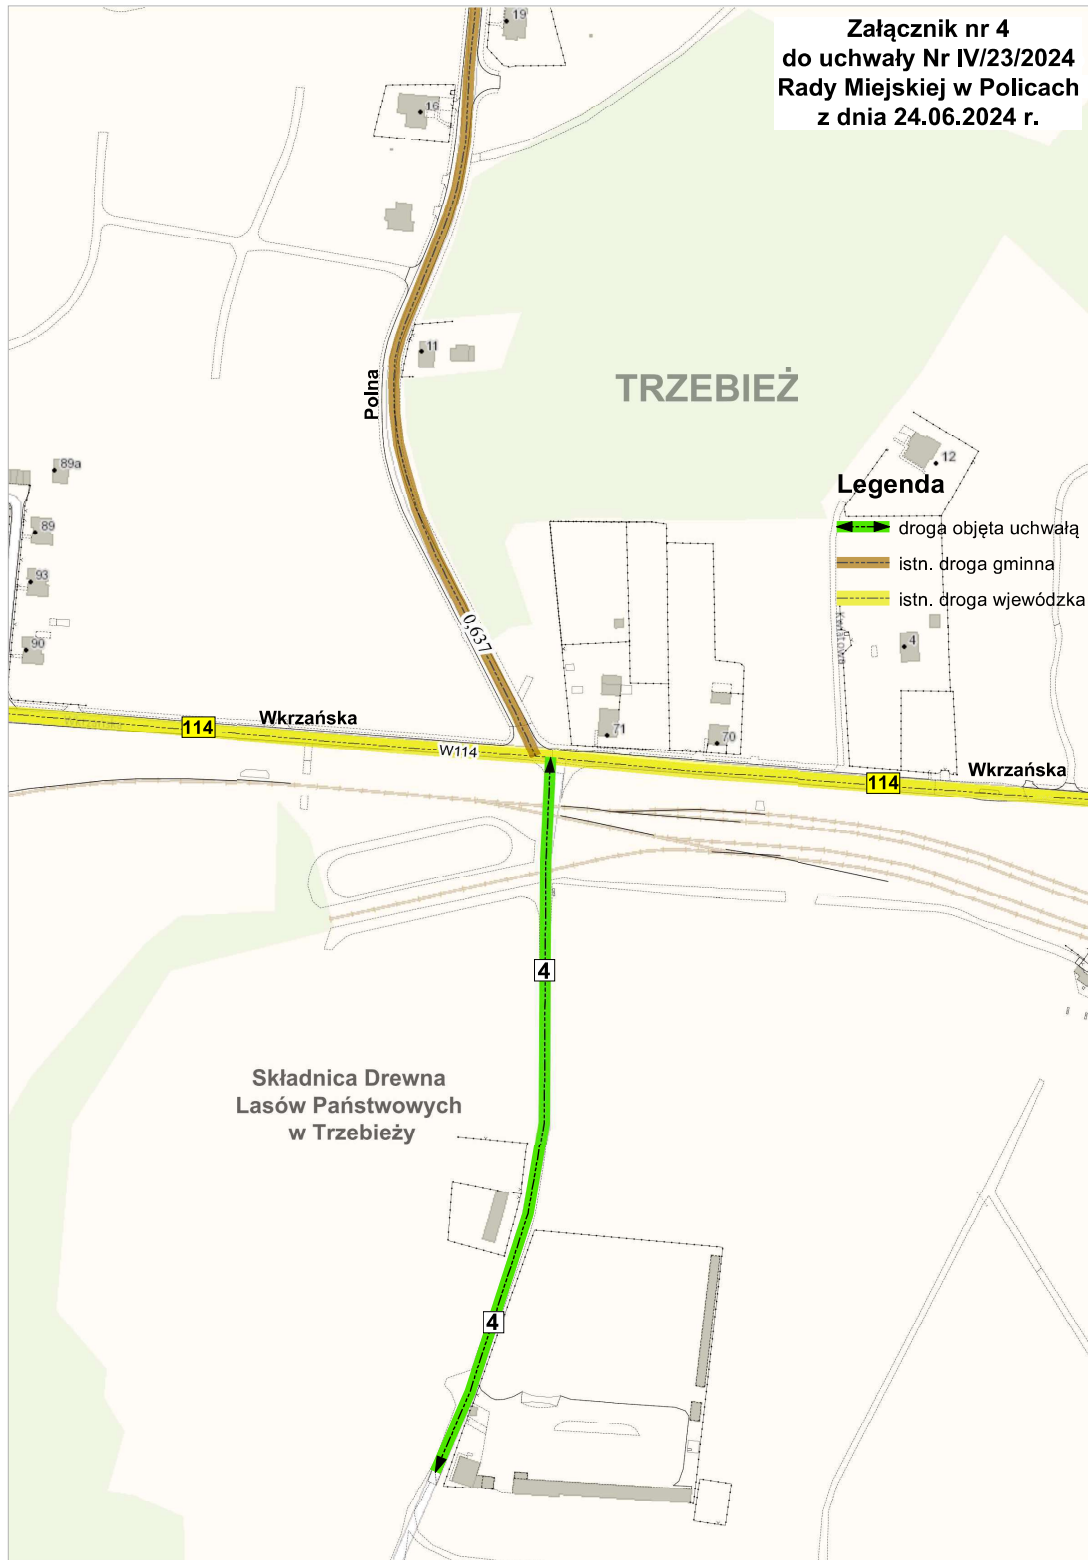 Załącznik nr 4
do uchwały Nr IV/23/2024
Rady Miejskiej w Policach
z dnia 24.06.2024 r.
19
16
11
Polna
TRZEBIEŻ
12
89a
89
93
90
Legenda
droga objęta uchwałą
istn. droga gminna
istn. droga wjewódzka
Kwiatowa
4
0,637
71
70
Wkrzańska
114
W114
114
Wkrzańska
4
Składnica Drewna
Lasów Państwowych
w Trzebieży
4